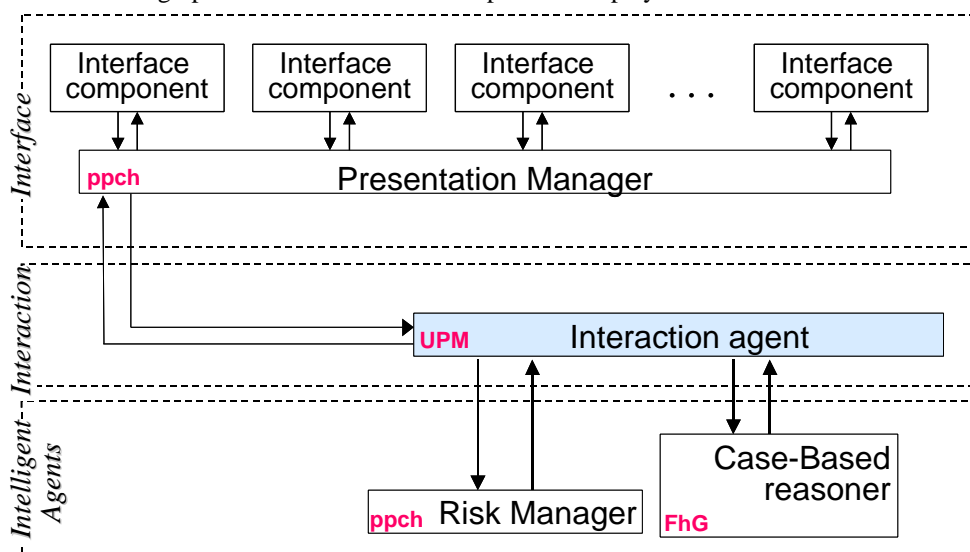 Interface
component
Interface
component
Interface
component
. . .
Interface
component
ppch
Presentation Manager
Interface
UPM
Interaction agent
Interaction
Case-Based
reasoner
FhG
ppch
Risk Manager
Intelligent
Agents